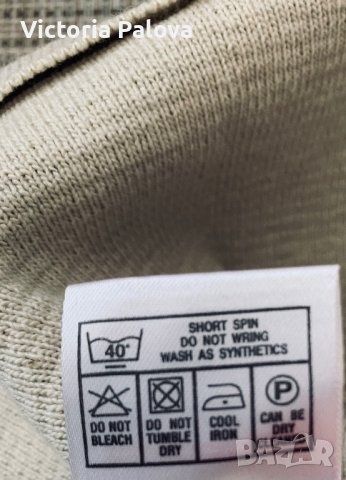 Victoria Palova
40°
SHORT SPIN
DO NOT WRING
WASH AS SYNTHETICS
DO NOT
BLEACH
DO NOT
TUMBLE
DRY
COOL
IRON
P
CAN BE
DRY
BAZAR